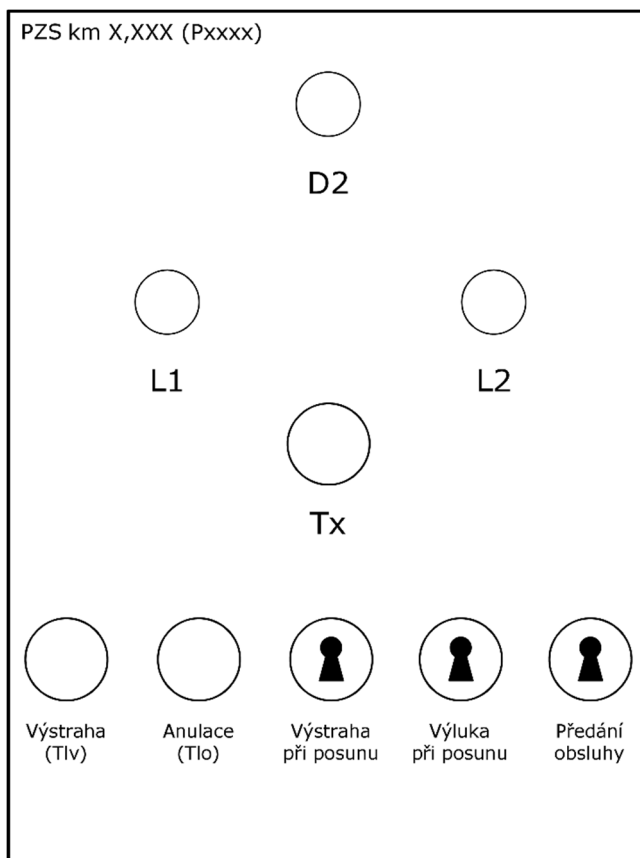 PZS km X,XXX (Pxxxx)
D2
L1
L2
Tx
Výstraha
(Tlv)
Anulace
(Tlo)
Výstraha
při posunu
Výluka
při posunu
Předání
obsluhy